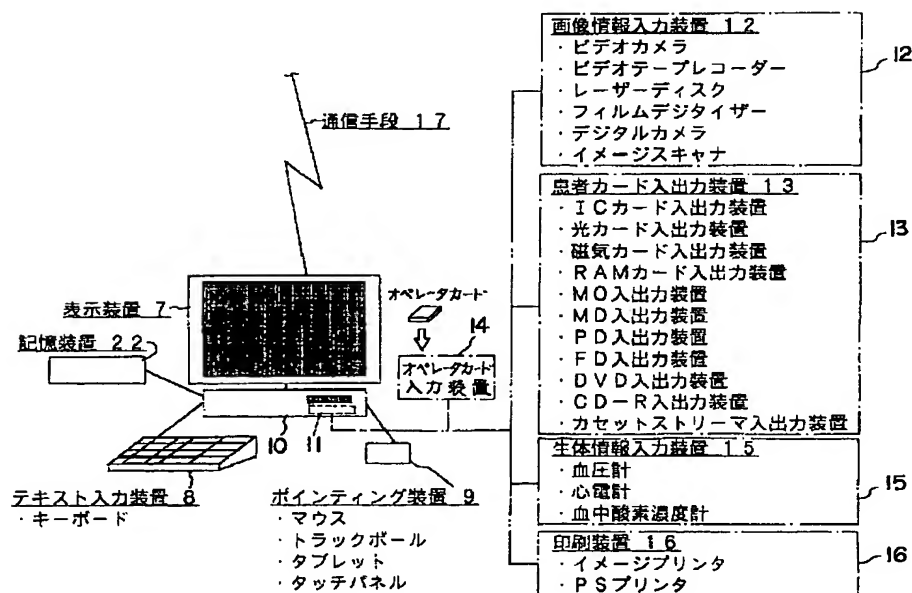 通信手段 17
表示装置 7
記憶装置 22
オペレータカード
14
オペレータカード
入力装置
10
11
テキスト入力装置 8
・キーボード
ポインティング装置 9
・マウス
・トラックボール
・タブレット
・タッチパネル
画像情報入力装置 12
・ビデオカメラ
・ビデオテープレコーダー
・レーザーディスク
・フィルムデジタイザー
・デジタルカメラ
・イメージスキャナ
12
患者カード入出力装置 13
・ICカード入出力装置
・光カード入出力装置
・磁気カード入出力装置
・RAMカード入出力装置
・MO入出力装置
・MD入出力装置
・PD入出力装置
・FD入出力装置
・DVD入出力装置
・CD-R入出力装置
・カセットストリーマ入出力装置
13
生体情報入力装置 15
・血圧計
・心電計
・血中酸素濃度計
15
印刷装置 16
・イメージプリンタ
・PSプリンタ
16